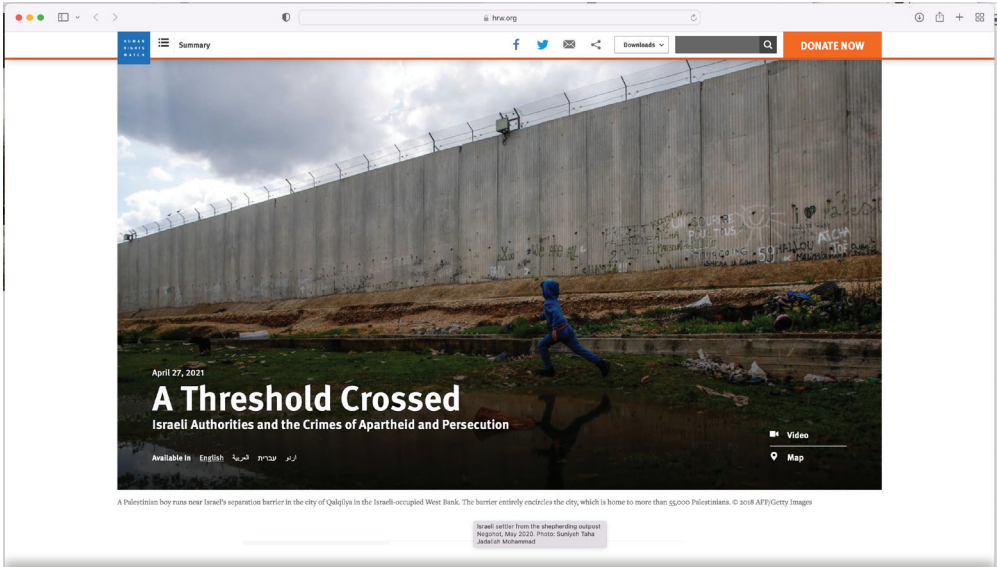 hrw.org
HUMAN
RIGHTS
WATCH
Summary
Downloads
DONATE NOW
April 27, 2021
A Threshold Crossed
Israeli Authorities and the Crimes of Apartheid and Persecution
Available In English العربية עברית اردو
Video
Map
A Palestinian boy runs near Israel's separation barrier in the city of Qalqilya in the Israeli-occupied West Bank. The barrier entirely encircles the city, which is home to more than 55,000 Palestinians. © 2018 AFP/Getty Images
Israeli settler from the shepherding outpost
Negohot, May 2020. Photo: Suniyah Taha
Jadallah Mohammad